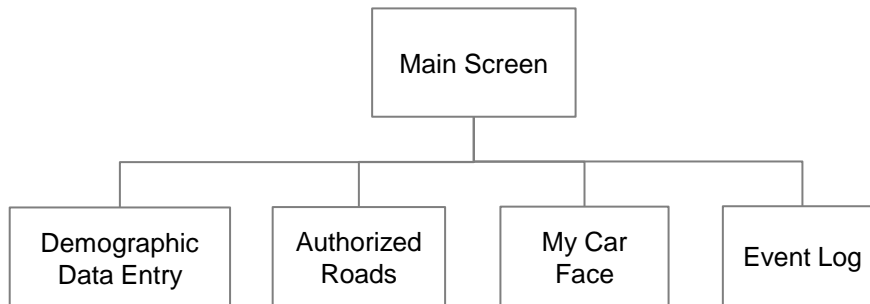 Main Screen
Demographic
Data Entry
Authorized
Roads
My Car
Face
Event Log